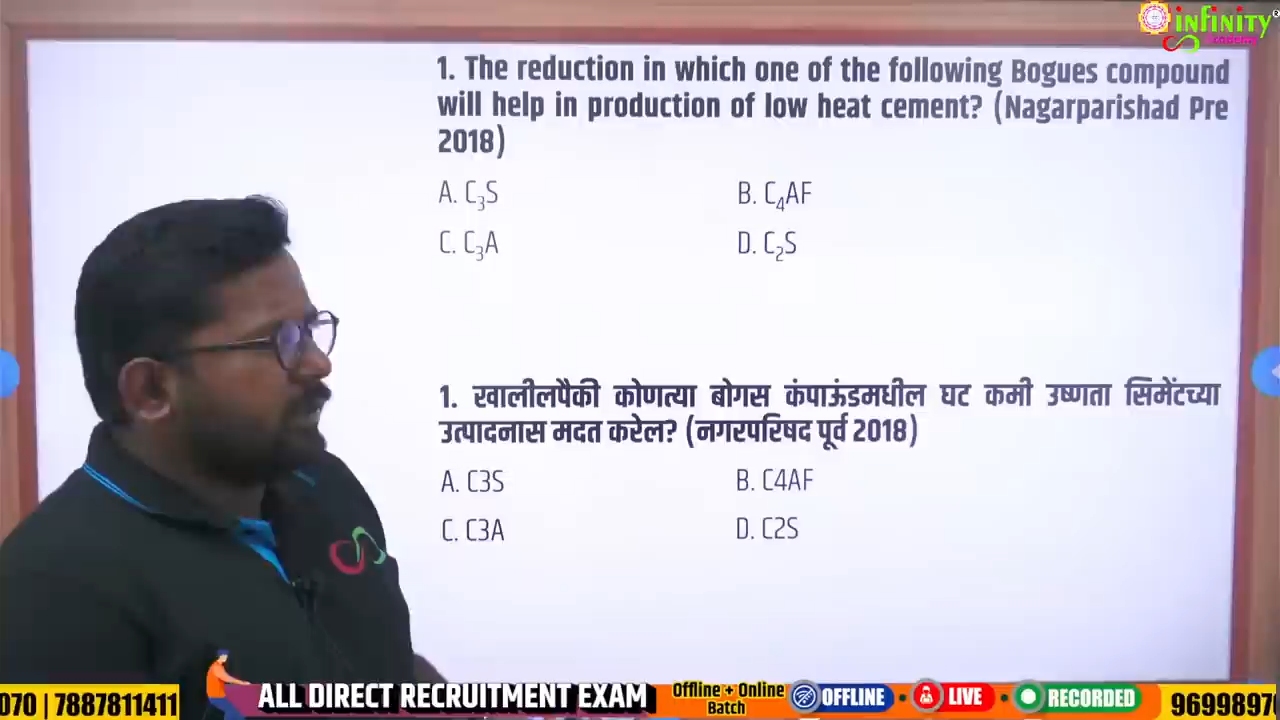 infinity
1. The reduction in which one of the following Bogues compound
will help in production of low heat cement? (Nagarparishad Pre
2018)
A. C₃S B. C₄AF
C. C₃A D. C₂S
1. खालीलपैकी कोणत्या बोगस कंपाऊंडमधील घट कमी उष्णता सिमेंटच्या
उत्पादनास मदत करेल? (नगरपरिषद पूर्व 2018)
A. C3S B. C4AF
C. C3A D. C2S
070 | 7887811411 ALL DIRECT RECRUITMENT EXAM Offline + Online Batch OFFLINE • LIVE • RECORDED 96998970